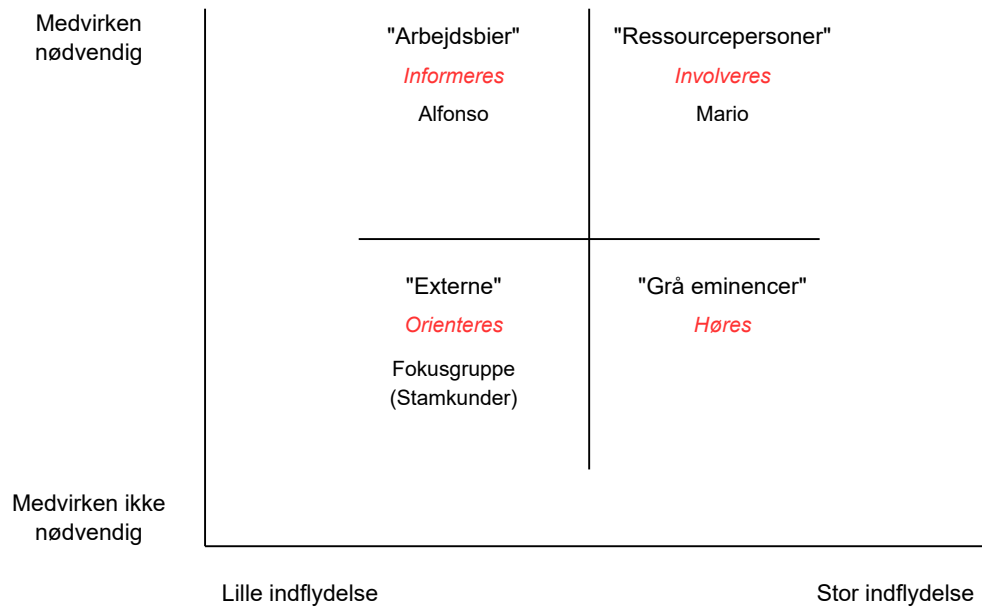 Medvirken
nødvendig
"Arbejdsbier"
Informeres
Alfonso
"Ressourcepersoner"
Involveres
Mario
"Externe"
Orienteres
Fokusgruppe
(Stamkunder)
"Grå eminencer"
Høres
Medvirken ikke
nødvendig
Lille indflydelse
Stor indflydelse